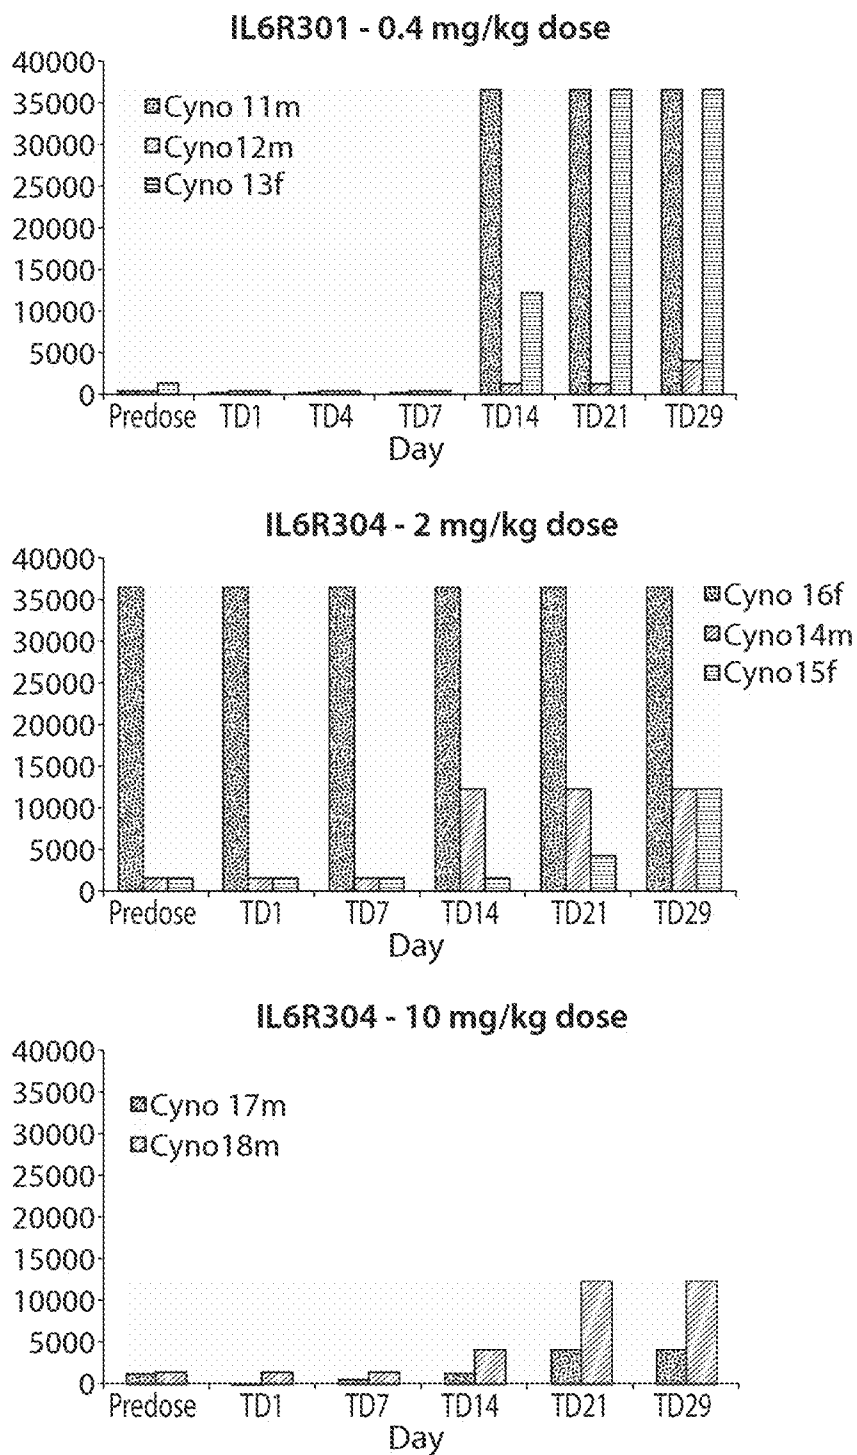 IL6R301 - 0.4 mg/kg dose
40000
35000
30000
25000
20000
15000
10000
5000
0
Cyno 11m
Cyno12m
Cyno 13f
Predose TD1 TD4 TD7 TD14 TD21 TD29
Day
IL6R304 - 2 mg/kg dose
40000
35000
30000
25000
20000
15000
10000
5000
0
Cyno 16f
Cyno14m
Cyno15f
Predose TD1 TD7 TD14 TD21 TD29
Day
IL6R304 - 10 mg/kg dose
40000
35000
30000
25000
20000
15000
10000
5000
0
Cyno 17m
Cyno18m
Predose TD1 TD7 TD14 TD21 TD29
Day